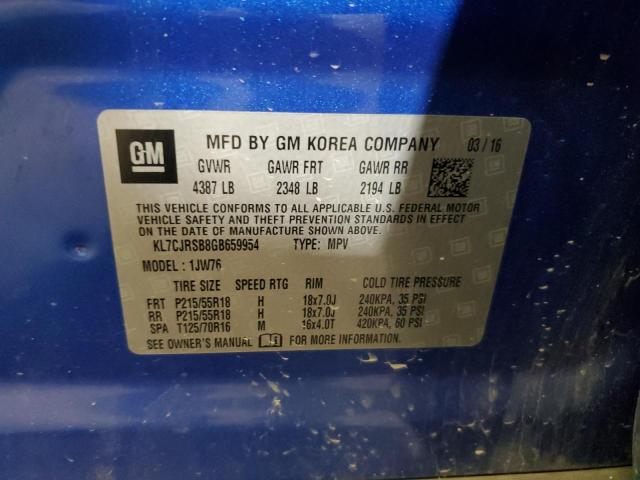 GM MFD BY GM KOREA COMPANY 03/16
GVWR GAWR FRT GAWR RR
4387 LB 2348 LB 2194 LB
THIS VEHICLE CONFORMS TO ALL APPLICABLE U.S. FEDERAL MOTOR
VEHICLE SAFETY AND THEFT PREVENTION STANDARDS IN EFFECT
ON THE DATE OF MANUFACTURE SHOWN ABOVE.
KL7CJRSB8GB659954 TYPE: MPV
MODEL: 1JW76
TIRE SIZE SPEED RTG RIM COLD TIRE PRESSURE
FRT P215/55R18 H 18x7.0J 240KPA, 35 PSI
RR P215/55R18 H 18x7.0J 240KPA, 35 PSI
SPA T125/70R16 M 16x4.0T 420KPA, 60 PSI
SEE OWNER'S MANUAL FOR MORE INFORMATION.